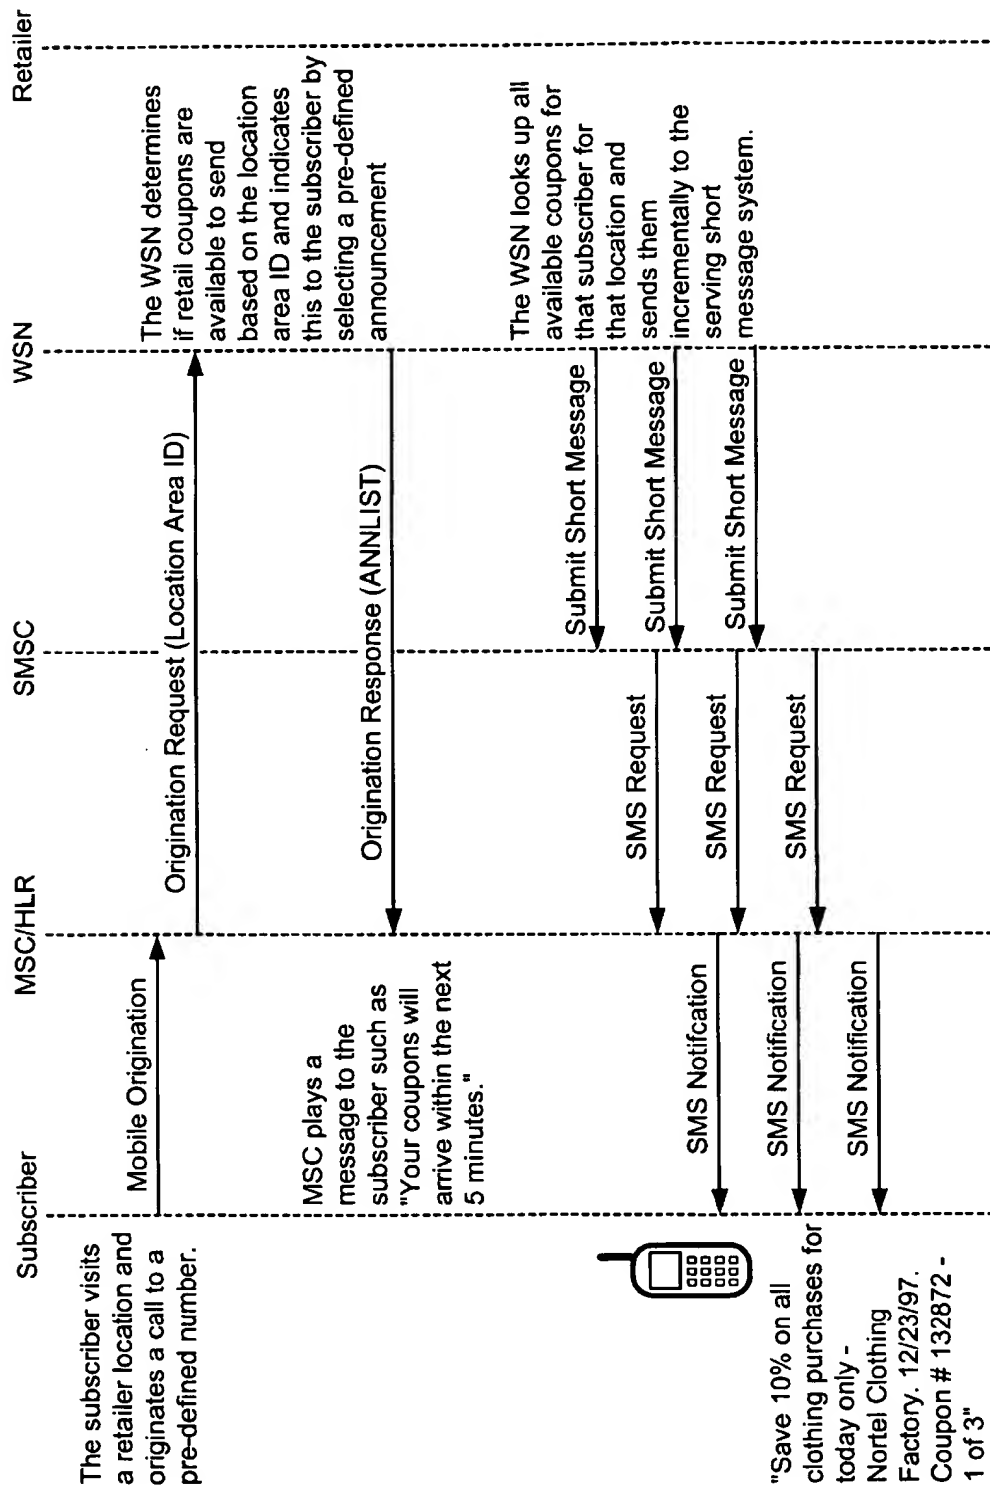 Subscriber
MSC/HLR
SMSC
WSN
Retailer
The subscriber visits
a retailer location and
originates a call to a
pre-defined number.
Mobile Origination
Origination Request (Location Area ID)
The WSN determines
if retail coupons are
available to send
based on the location
area ID and indicates
this to the subscriber by
selecting a pre-defined
announcement
MSC plays a
message to the
subscriber such as
"Your coupons will
arrive within the next
5 minutes."
Origination Response (ANNLIST)
The WSN looks up all
available coupons for
that subscriber for
that location and
sends them
incrementally to the
serving short
message system.
Submit Short Message
Submit Short Message
Submit Short Message
SMS Request
SMS Request
SMS Request
SMS Notifcation
SMS Notification
SMS Notification
"Save 10% on all
clothing purchases for
today only -
Nortel Clothing
Factory. 12/23/97.
Coupon # 132872 -
1 of 3"